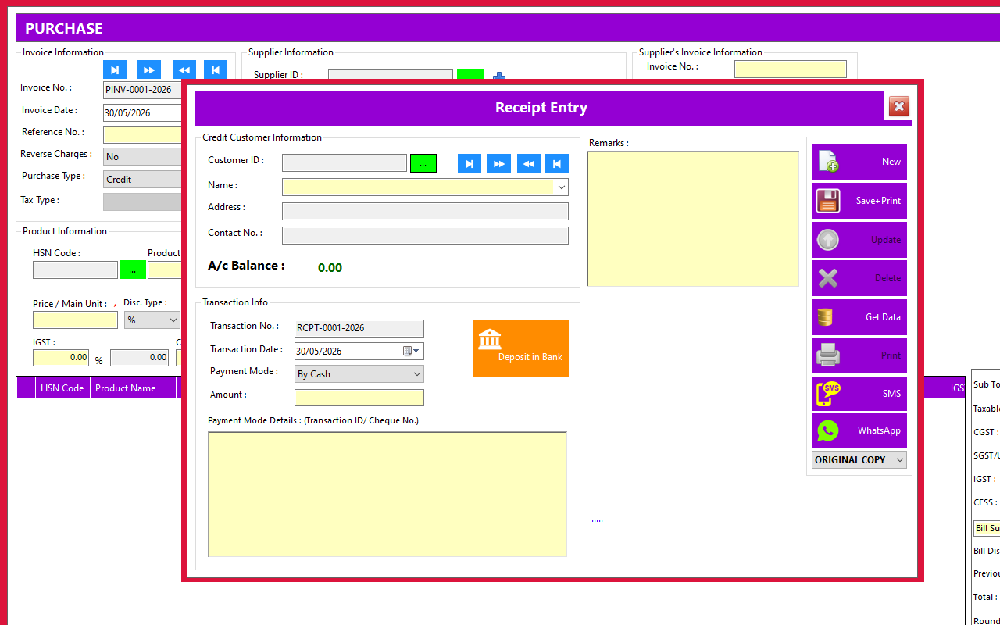 PURCHASE
Invoice Information
Supplier Information
Supplier's Invoice Information
Supplier ID :
Invoice No. :
Invoice No. :
PINV-0001-2026
Invoice Date :
30/05/2026
Reference No. :
Reverse Charges :
No
Purchase Type :
Credit
Tax Type :
Product Information
HSN Code :
Product
...
Price / Main Unit :
*
Disc. Type :
%
IGST :
C
0.00
%
0.00
HSN Code
Product Name
Receipt Entry
Credit Customer Information
Customer ID :
...
Name :
Address :
Contact No. :
A/c Balance :
0.00
Remarks :
Transaction Info
Transaction No. :
RCPT-0001-2026
Transaction Date :
30/05/2026
Payment Mode :
By Cash
Amount :
Deposit in Bank
Payment Mode Details : (Transaction ID/ Cheque No.)
.....
New
Save+Print
Update
Delete
Get Data
Print
SMS
SMS
WhatsApp
ORIGINAL COPY
IGS
Sub To
Taxable
CGST :
SGST/U
IGST :
CESS :
Bill Su
Bill Dis
Previou
Total :
Round